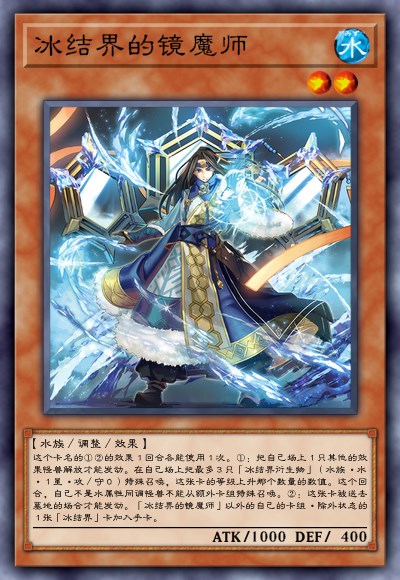 冰结界的镜魔师
水
【水族／调整／效果】
这个卡名的①②的效果1回合各能使用1次。①：把自己场上1只其他的效
果怪兽解放才能发动。在自己场上把最多3只「冰结界衍生物」（水族·水
·1星·攻／守0）特殊召唤。这张卡的等级上升那个数量的数值。这个回
合，自己不是水属性同调怪兽不能从额外卡组特殊召唤。②：这张卡被送去
墓地的场合才能发动。「冰结界的镜魔师」以外的自己的卡组·除外状态的
1张「冰结界」卡加入手卡。
ATK/1000 DEF/ 400